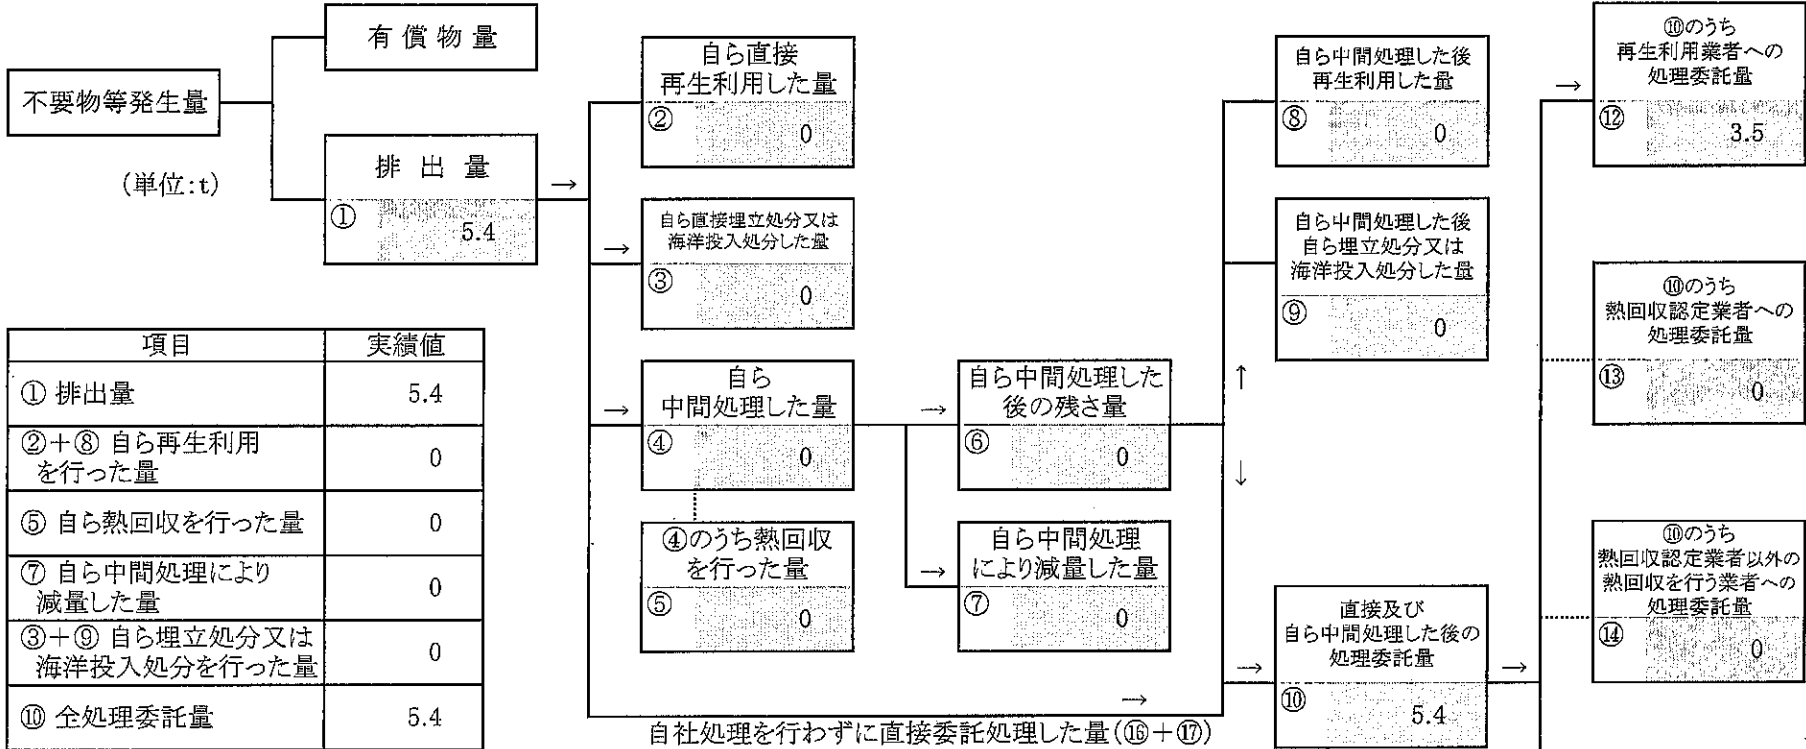 有償物量
不要物等発生量
(単位:t)
排出量
①
5.4
→
自ら直接
再生利用した量
②
0
→
自ら直接埋立処分又は
海洋投入処分した量
③
0
→
自ら
中間処理した量
④
0
④のうち熱回収
を行った量
⑤
0
→
自ら中間処理した
後の残さ量
⑥
0
→
自ら中間処理
により減量した量
⑦
0
自ら中間処理した後
再生利用した量
⑧
0
自ら中間処理した後
自ら埋立処分又は
海洋投入処分した量
⑨
0
↑
↓
→
直接及び
自ら中間処理した後の
処理委託量
⑩
5.4
→
→
自社処理を行わずに直接委託処理した量(⑯+⑰)
→
⑩のうち
再生利用業者への
処理委託量
⑫
3.5
⑩のうち
熱回収認定業者への
処理委託量
⑬
0
⑩のうち
熱回収認定業者以外の
熱回収を行う業者への
処理委託量
⑭
0
項目 実績値
① 排出量 5.4
②+⑧ 自ら再生利用
を行った量 0
⑤ 自ら熱回収を行った量 0
⑦ 自ら中間処理により
減量した量 0
③+⑨ 自ら埋立処分又は
海洋投入処分を行った量 0
⑩ 全処理委託量 5.4